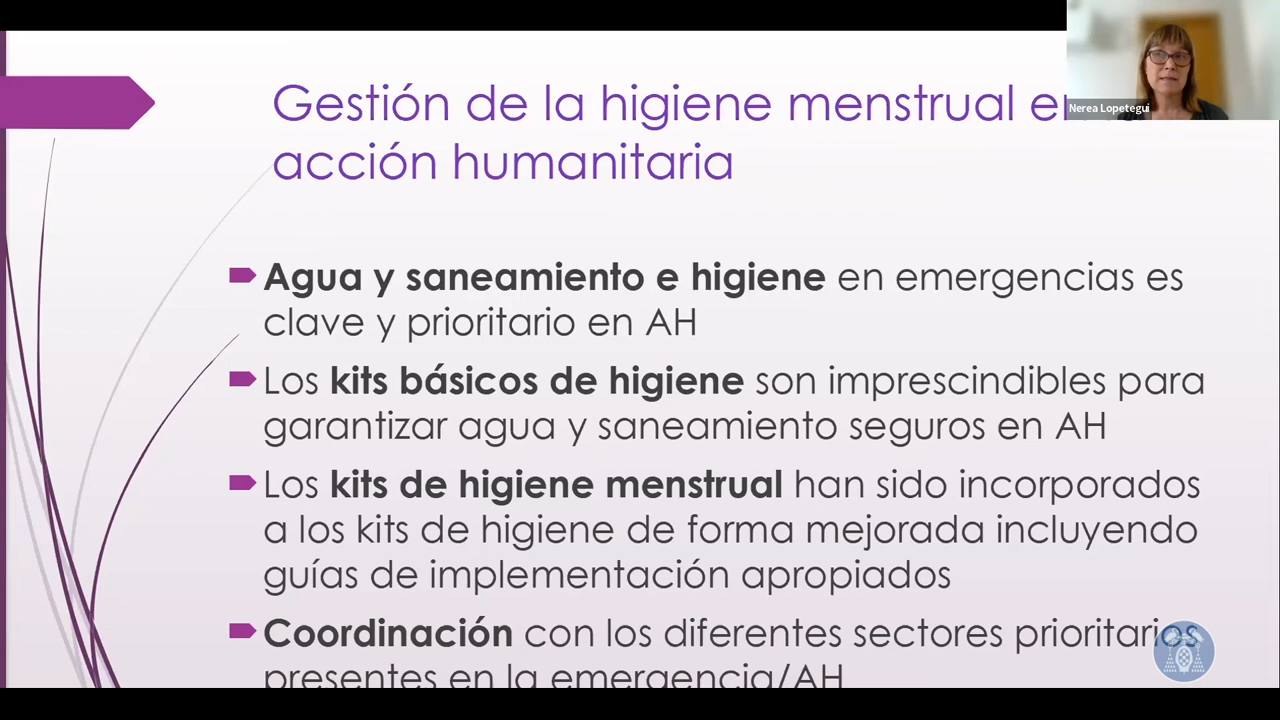 Gestión de la higiene menstrual en
acción humanitaria
Nerea Lopetegui
Agua y saneamiento e higiene en emergencias es
clave y prioritario en AH
Los kits básicos de higiene son imprescindibles para
garantizar agua y saneamiento seguros en AH
Los kits de higiene menstrual han sido incorporados
a los kits de higiene de forma mejorada incluyendo
guías de implementación apropiados
Coordinación con los diferentes sectores prioritarios
presentes en la emergencia/AH